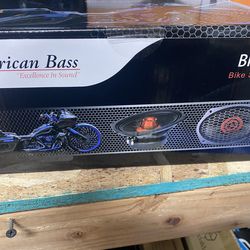 rican Bass
"Excellence In Sound"
Bi
Bike